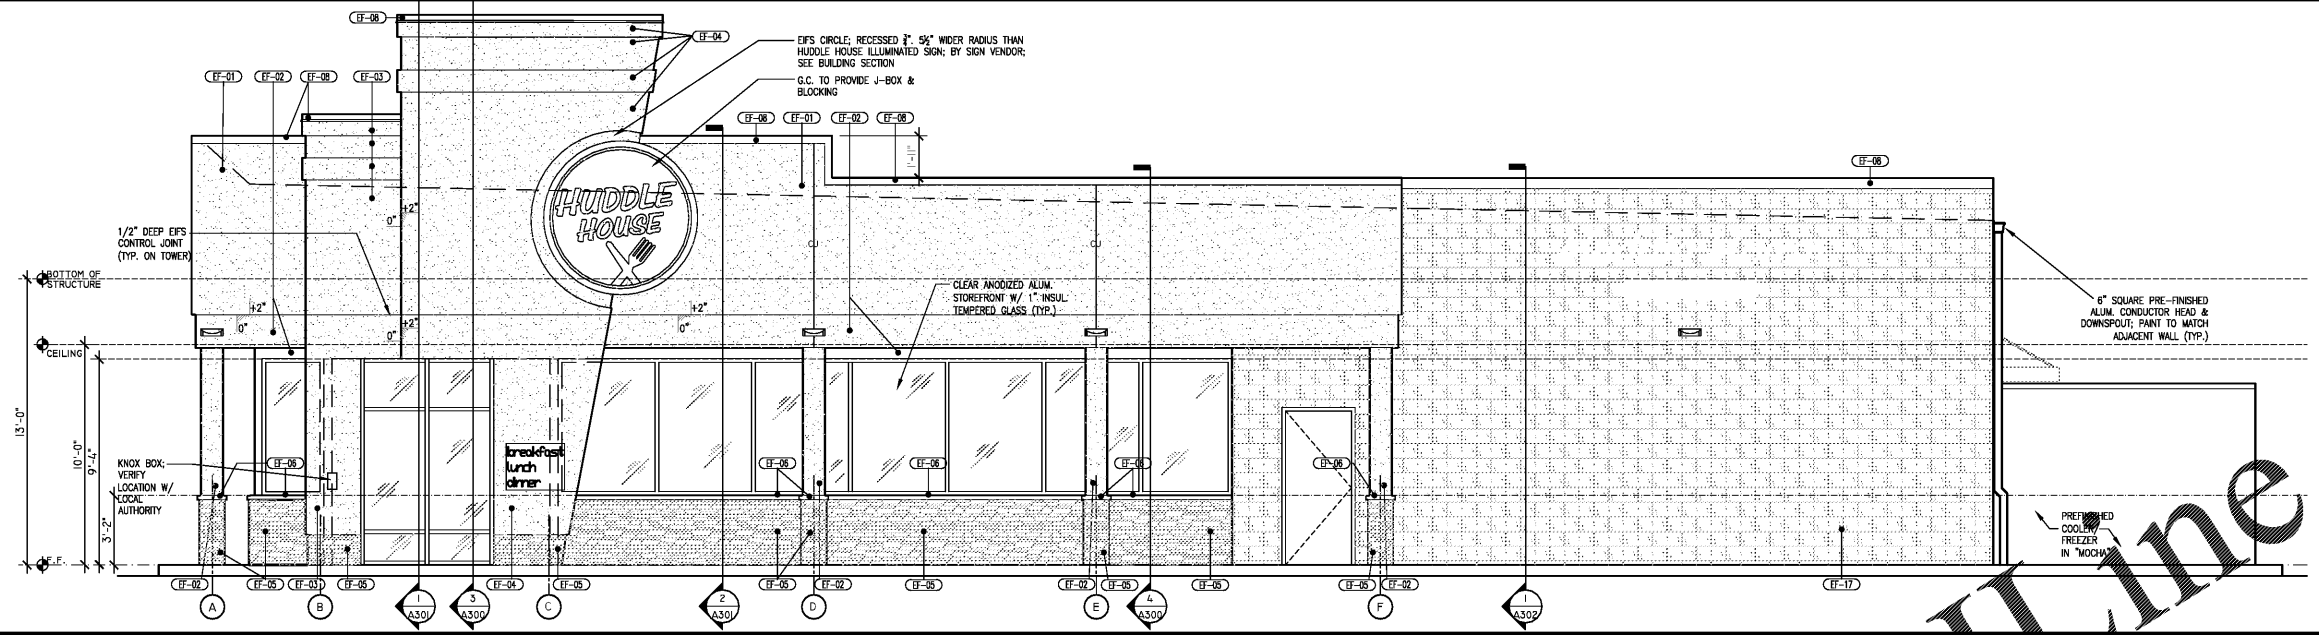 EF-08
EF-04
EIFS CIRCLE; RECESSED ¾". 5½" WIDER RADIUS THAN
HUDDLE HOUSE ILLUMINATED SIGN; BY SIGN VENDOR;
SEE BUILDING SECTION
G.C. TO PROVIDE J-BOX &
BLOCKING
EF-01
EF-02
EF-08
EF-03
EF-08
EF-01
EF-02
EF-08
EF-08
HUDDLE
HOUSE
+2"
0"
1/2" DEEP EIFS
CONTROL JOINT
(TYP. ON TOWER)
CJ
CJ
BOTTOM OF
STRUCTURE
CLEAR ANODIZED ALUM.
STOREFRONT W/ 1" INSUL.
TEMPERED GLASS (TYP.)
6" SQUARE PRE-FINISHED
ALUM. CONDUCTOR HEAD &
DOWNSPOUT; PAINT TO MATCH
ADJACENT WALL (TYP.)
+2"
0"
+2"
0"
+2"
0"
CEILING
13'-0"
10'-0"
9'-4"
3'-2"
KNOX BOX;
VERIFY
LOCATION W/
LOCAL
AUTHORITY
EF-06
breakfast
lunch
dinner
EF-06
EF-06
EF-06
EF-06
PREFINISHED
COOLER/
FREEZER
IN "MOCHA"
F.F.
EF-02
EF-05
EF-03
EF-05
EF-04
EF-05
EF-05
EF-02
EF-05
EF-02
EF-05
EF-05
EF-05
EF-02
EF-17
A
B
1
A301
3
A300
C
2
A301
D
E
4
A300
F
1
A302
Line